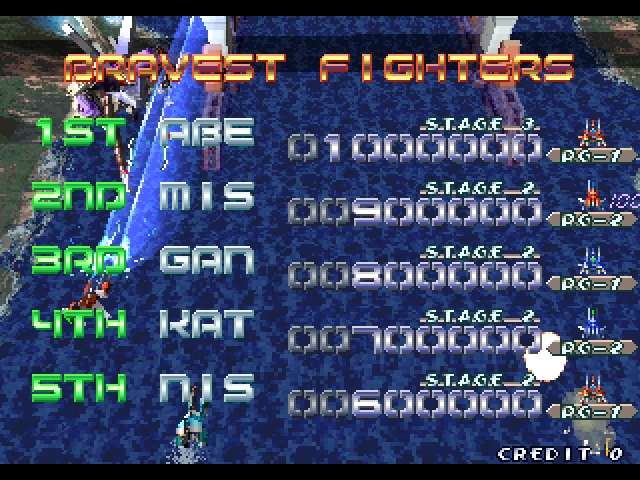 BRAVEST FIGHTERS
STAGE 3
1ST ABE 01000000 RG-1
STAGE 2
2ND MIS 00900000 RG-2
100
STAGE 2
3RD GAN 00800000 RG-1
STAGE 2
4TH KAT 00700000 RG-2
STAGE 2
5TH NIS 00600000 RG-1
CREDIT 0